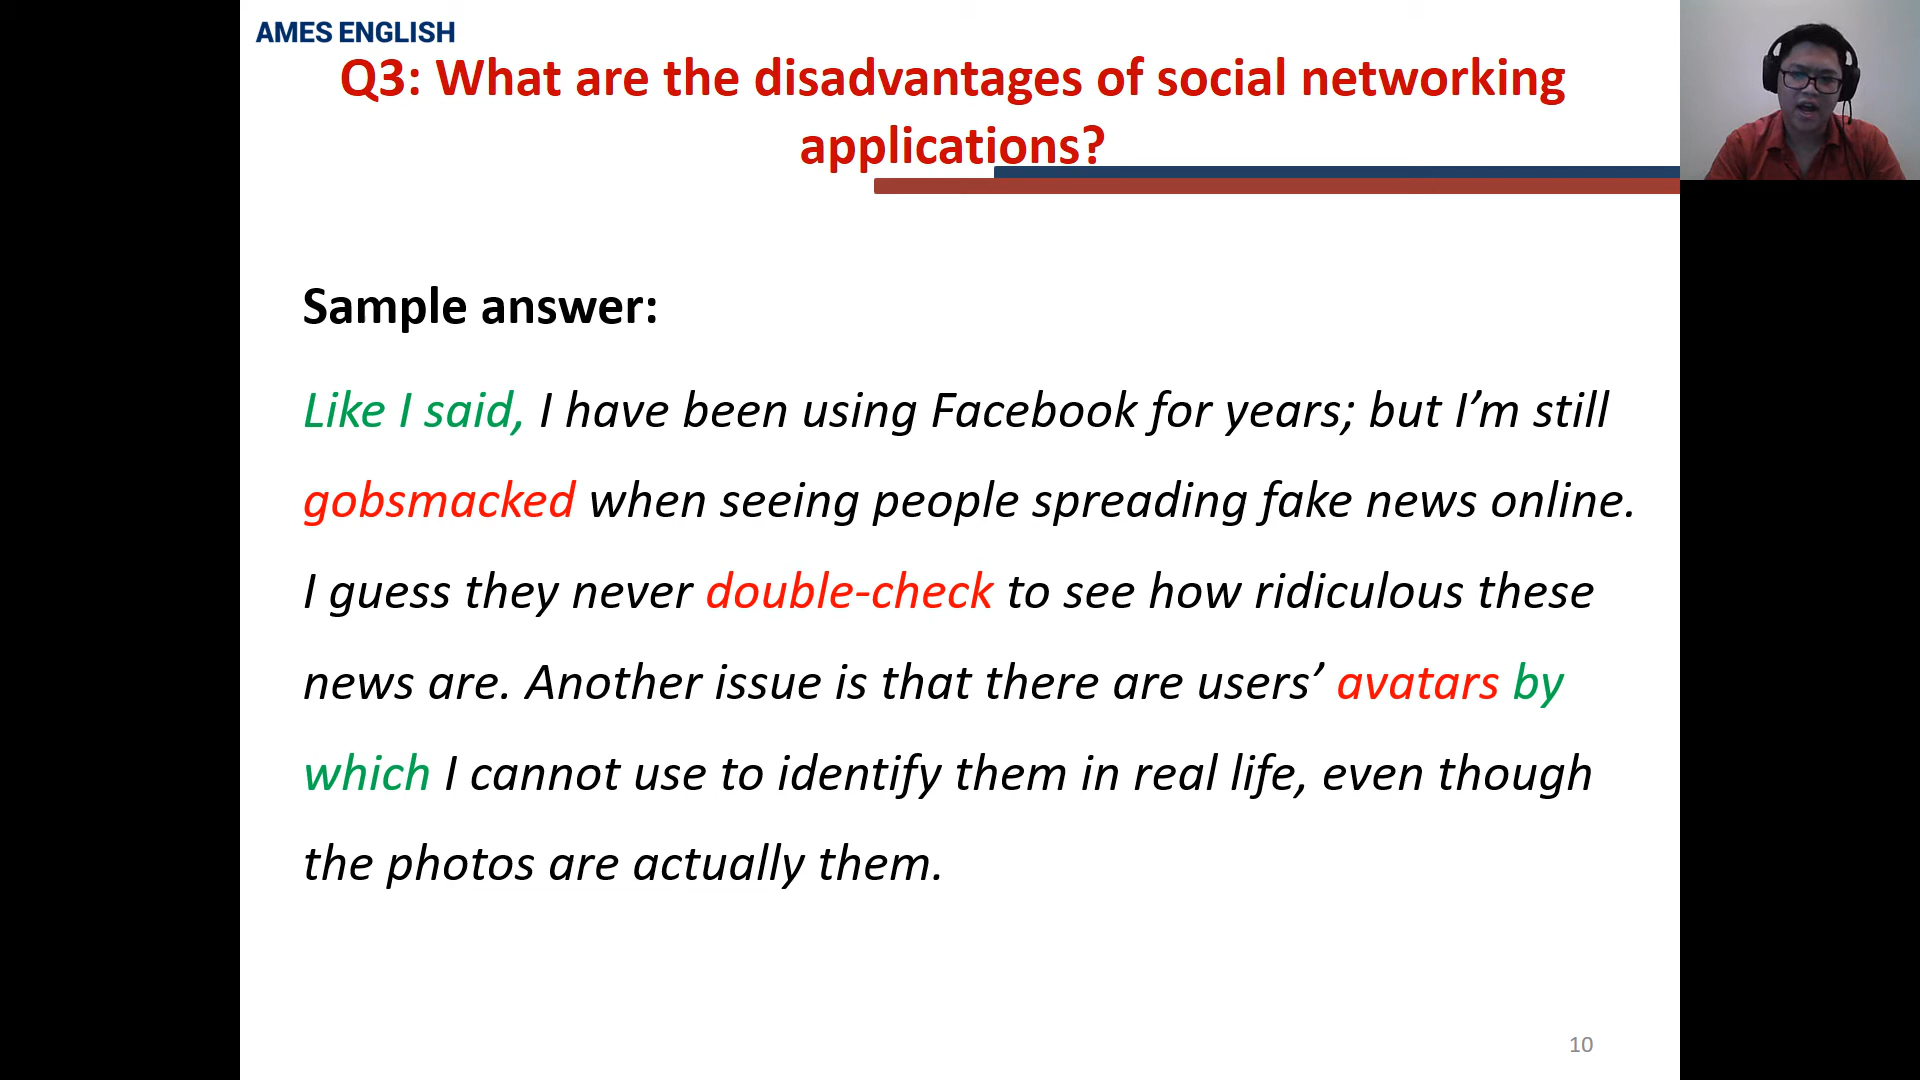 AMES ENGLISH
Q3: What are the disadvantages of social networking
applications?
Sample answer:
Like I said, I have been using Facebook for years; but I’m still
gobsmacked when seeing people spreading fake news online.
I guess they never double-check to see how ridiculous these
news are. Another issue is that there are users’ avatars by
which I cannot use to identify them in real life, even though
the photos are actually them.
10